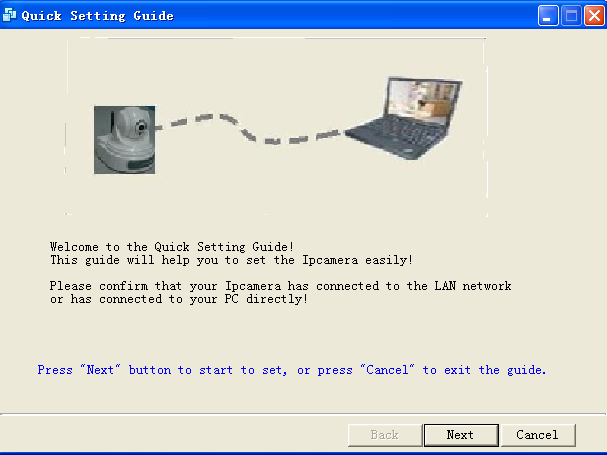 Quick Setting Guide
Welcome to the Quick Setting Guide!
This guide will help you to set the Ipcamera easily!
Please confirm that your Ipcamera has connected to the LAN network
or has connected to your PC directly!
Press "Next" button to start to set, or press "Cancel" to exit the guide.
Back
Next
Cancel